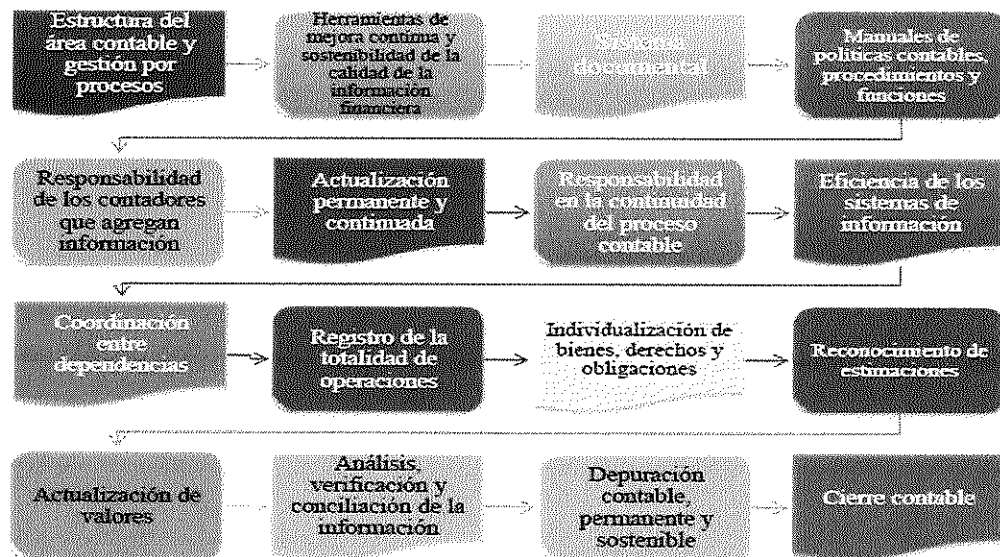 Estructura del
área contable y
gestión por
procesos
Herramientas de
mejora continua y
sostenibilidad de la
calidad de la
información
financiera
Sistema
documental
Manuales de
políticas contables,
procedimientos y
funciones
Responsabilidad
de los contadores
que agregan
información
Actualización
permanente y
continuada
Responsabilidad
en la continuidad
del proceso
contable
Eficiencia de los
sistemas de
información
Coordinación
entre
dependencias
Registro de la
totalidad de
operaciones
Individualización de
bienes, derechos y
obligaciones
Reconocimiento de
estimaciones
Actualización de
valores
Análisis,
verificación y
conciliación de la
información
Depuración
contable,
permanente y
sostenible
Cierre contable